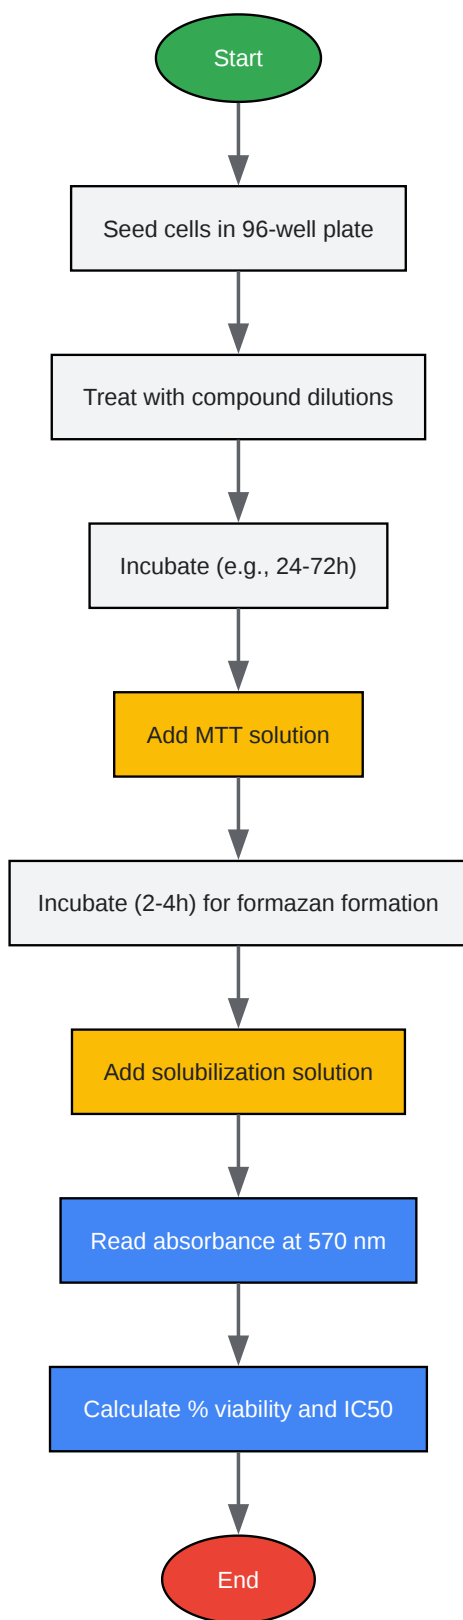 Start
Seed cells in 96-well plate
Treat with compound dilutions
Incubate (e.g., 24-72h)
Add MTT solution
Incubate (2-4h) for formazan formation
Add solubilization solution
Read absorbance at 570 nm
Calculate % viability and IC50
End